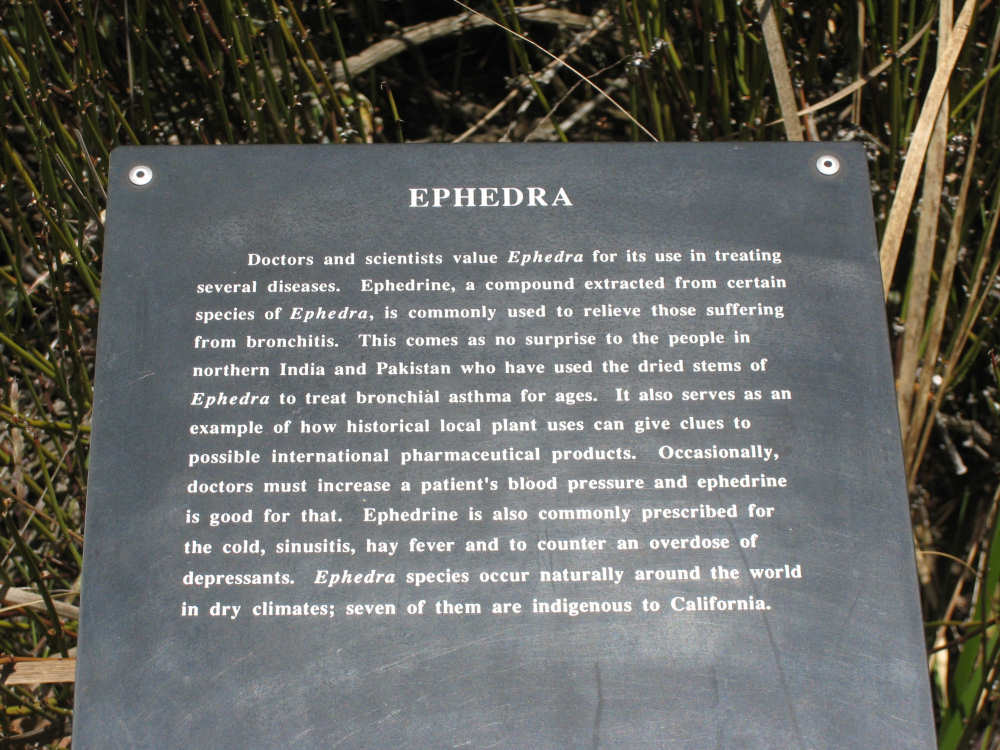 EPHEDRA
Doctors and scientists value Ephedra for its use in treating
several diseases. Ephedrine, a compound extracted from certain
species of Ephedra, is commonly used to relieve those suffering
from bronchitis. This comes as no surprise to the people in
northern India and Pakistan who have used the dried stems of
Ephedra to treat bronchial asthma for ages. It also serves as an
example of how historical local plant uses can give clues to
possible international pharmaceutical products. Occasionally,
doctors must increase a patient's blood pressure and ephedrine
is good for that. Ephedrine is also commonly prescribed for
the cold, sinusitis, hay fever and to counter an overdose of
depressants. Ephedra species occur naturally around the world
in dry climates; seven of them are indigenous to California.